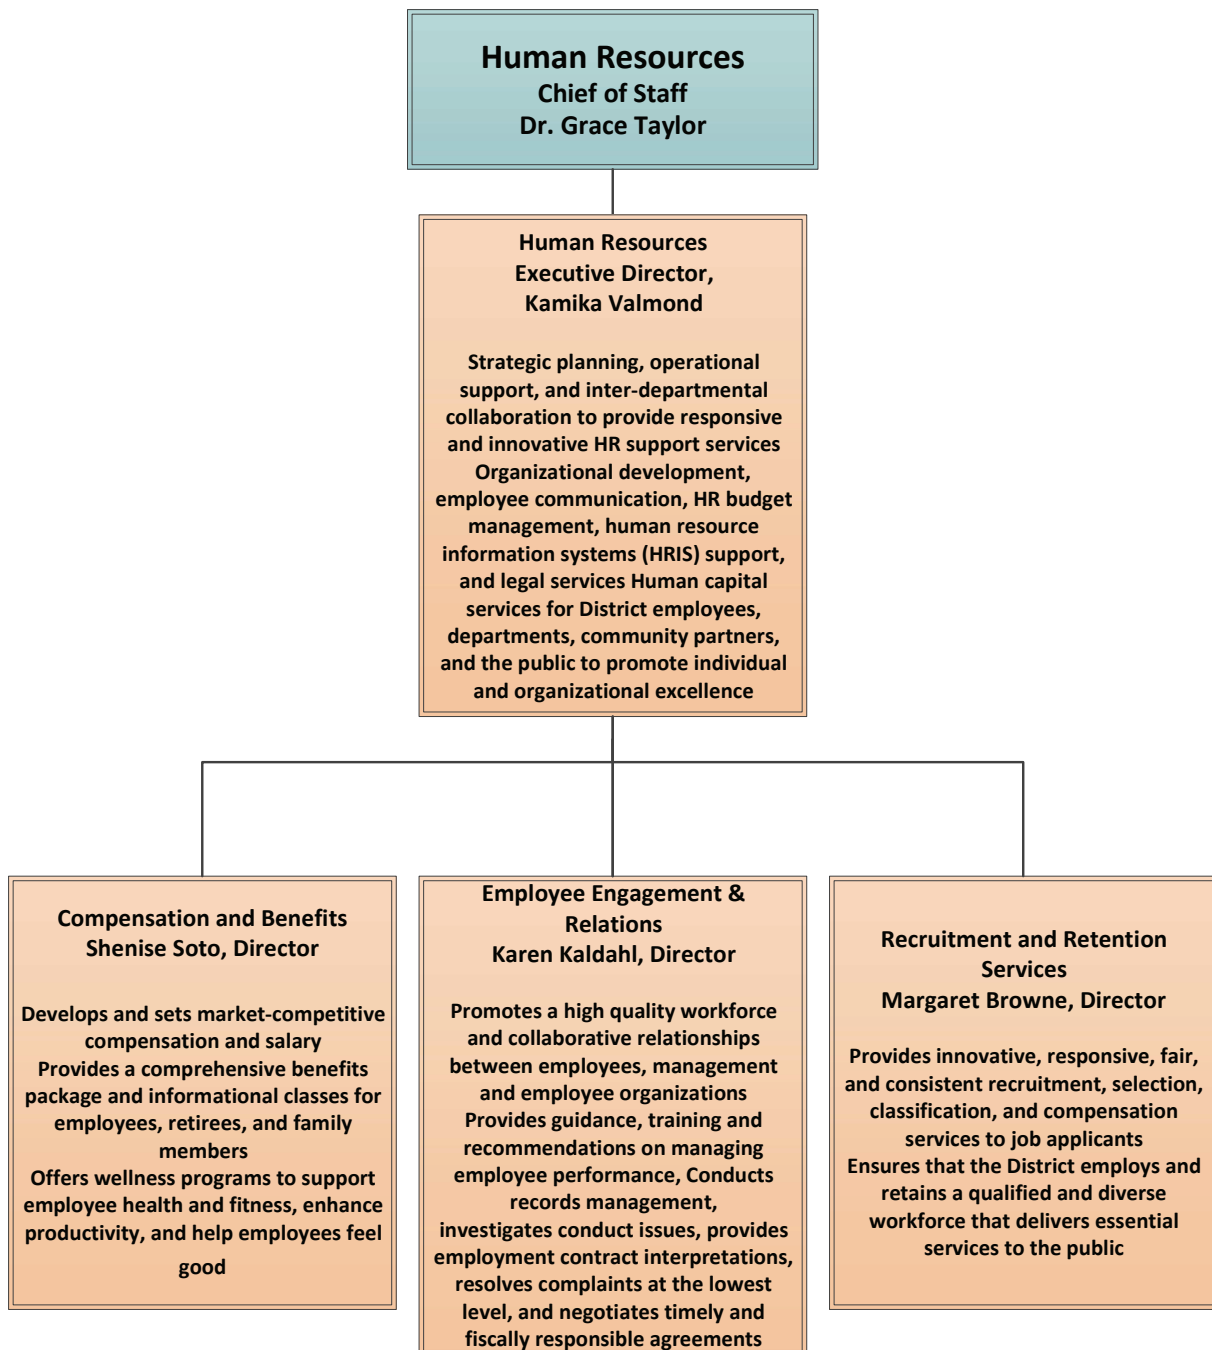 Human Resources
Chief of Staff
Dr. Grace Taylor
Human Resources
Executive Director,
Kamika Valmond
Strategic planning, operational
support, and inter-departmental
collaboration to provide responsive
and innovative HR support services
Organizational development,
employee communication, HR budget
management, human resource
information systems (HRIS) support,
and legal services Human capital
services for District employees,
departments, community partners,
and the public to promote individual
and organizational excellence
Compensation and Benefits
Shenise Soto, Director
Develops and sets market-competitive
compensation and salary
Provides a comprehensive benefits
package and informational classes for
employees, retirees, and family
members
Offers wellness programs to support
employee health and fitness, enhance
productivity, and help employees feel
good
Employee Engagement &
Relations
Karen Kaldahl, Director
Promotes a high quality workforce
and collaborative relationships
between employees, management
and employee organizations
Provides guidance, training and
recommendations on managing
employee performance, Conducts
records management,
investigates conduct issues, provides
employment contract interpretations,
resolves complaints at the lowest
level, and negotiates timely and
fiscally responsible agreements
Recruitment and Retention
Services
Margaret Browne, Director
Provides innovative, responsive, fair,
and consistent recruitment, selection,
classification, and compensation
services to job applicants
Ensures that the District employs and
retains a qualified and diverse
workforce that delivers essential
services to the public